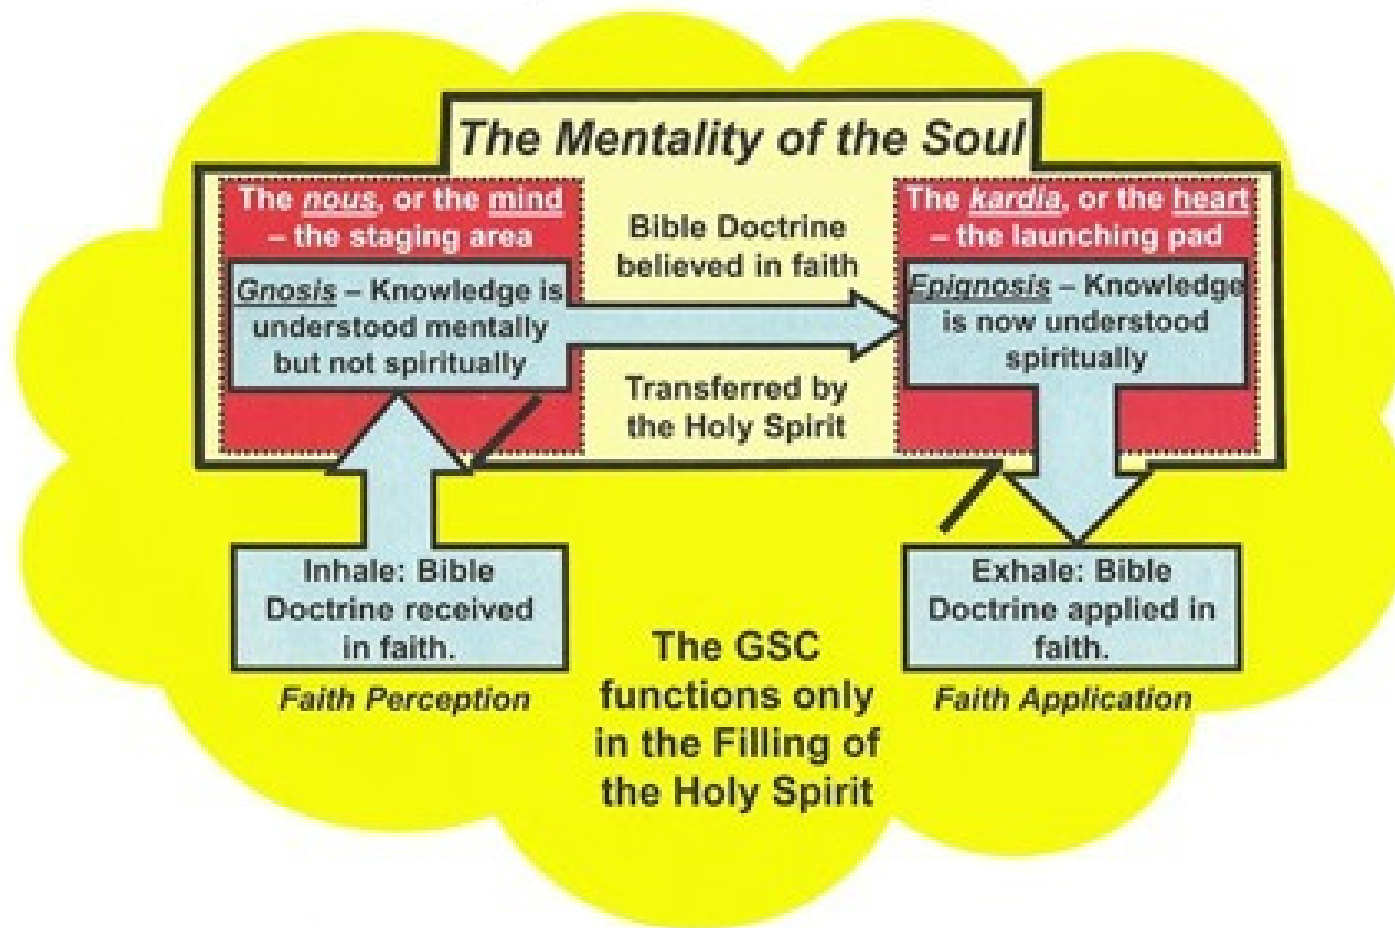 The Mentality of the Soul
The nous, or the mind
– the staging area
Gnosis – Knowledge is
understood mentally
but not spiritually
Bible Doctrine
believed in faith
Transferred by
the Holy Spirit
The kardia, or the heart
– the launching pad
Epignosis – Knowledge
is now understood
spiritually
Inhale: Bible
Doctrine received
in faith.
Faith Perception
The GSC
functions only
in the Filling of
the Holy Spirit
Exhale: Bible
Doctrine applied in
faith.
Faith Application